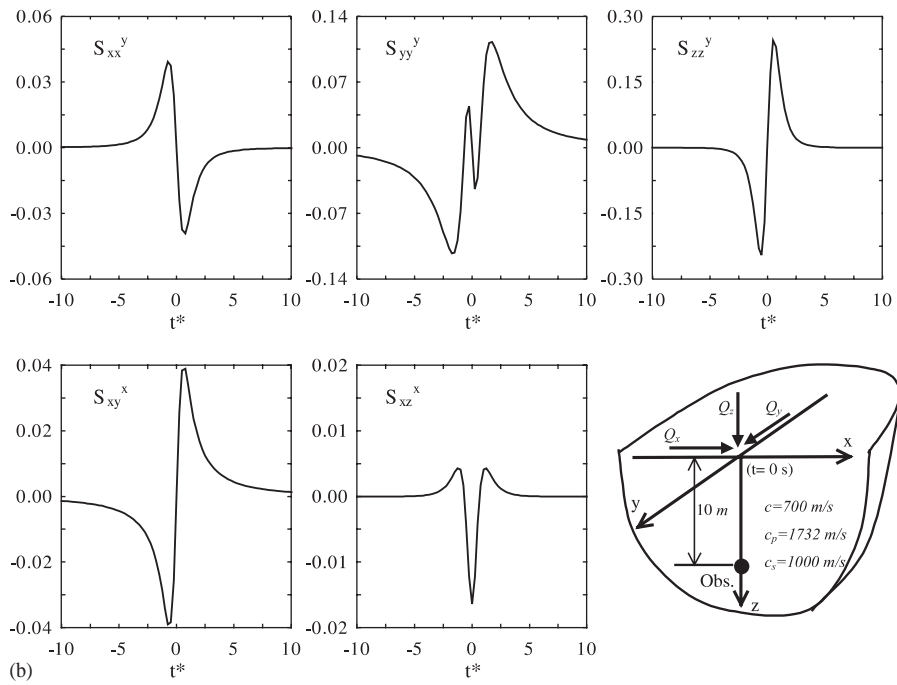 0.06
0.03
0.00
-0.03
-0.06
-10 -5 0 5 10
t*
S_xx^y
0.14
0.07
0.00
-0.07
-0.14
-10 -5 0 5 10
t*
S_yy^y
0.30
0.15
0.00
-0.15
-0.30
-10 -5 0 5 10
t*
S_zz^y
0.04
0.02
0.00
-0.02
-0.04
-10 -5 0 5 10
t*
S_xy^x
0.02
0.01
0.00
-0.01
-0.02
-10 -5 0 5 10
t*
S_xz^x
Q_z Q_y
Q_x
x
(t= 0 s)
10 m
y
c=700 m/s
c_p=1732 m/s
c_s=1000 m/s
Obs.
z
(b)